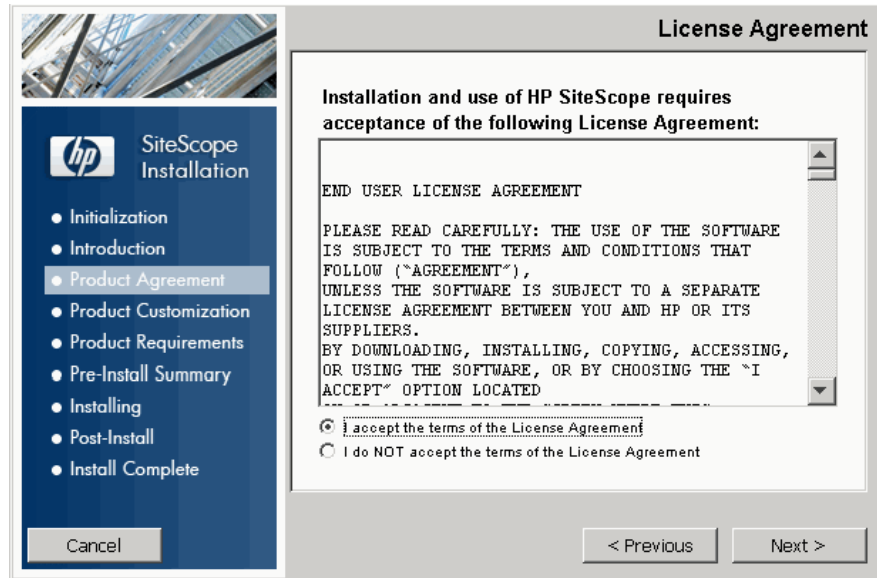 License Agreement
hp
SiteScope
Installation
Initialization
Introduction
Product Agreement
Product Customization
Product Requirements
Pre-Install Summary
Installing
Post-Install
Install Complete
Cancel
Installation and use of HP SiteScope requires
acceptance of the following License Agreement:
END USER LICENSE AGREEMENT
PLEASE READ CAREFULLY: THE USE OF THE SOFTWARE
IS SUBJECT TO THE TERMS AND CONDITIONS THAT
FOLLOW ("AGREEMENT"),
UNLESS THE SOFTWARE IS SUBJECT TO A SEPARATE
LICENSE AGREEMENT BETWEEN YOU AND HP OR ITS
SUPPLIERS.
BY DOWNLOADING, INSTALLING, COPYING, ACCESSING,
OR USING THE SOFTWARE, OR BY CHOOSING THE "I
ACCEPT" OPTION LOCATED
I accept the terms of the License Agreement
I do NOT accept the terms of the License Agreement
< Previous
Next >